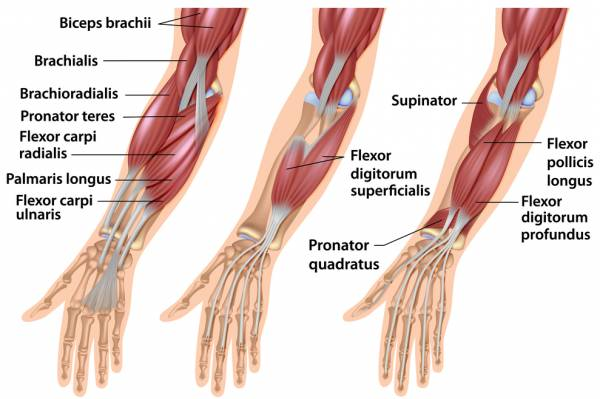 Biceps brachii
Brachialis
Brachioradialis
Pronator teres
Flexor carpi
radialis
Palmaris longus
Flexor carpi
ulnaris
Flexor
digitorum
superficialis
Supinator
Flexor
pollicis
longus
Flexor
digitorum
profundus
Pronator
quadratus